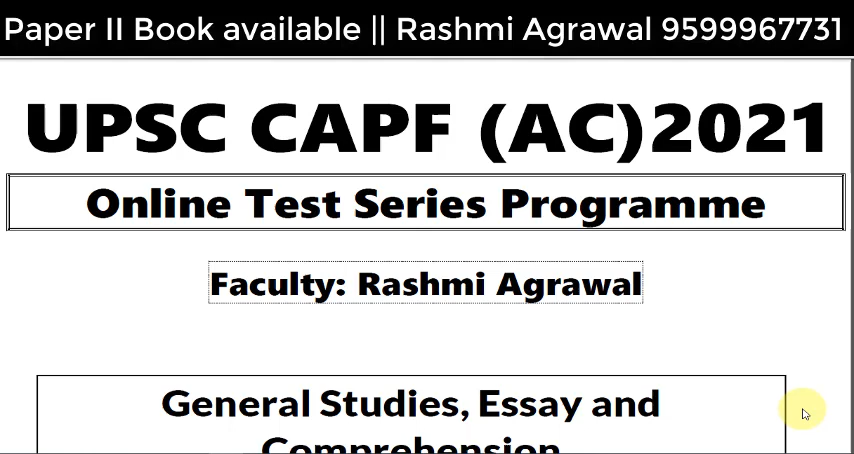 Paper II Book available || Rashmi Agrawal 9599967731
UPSC CAPF (AC)2021
Online Test Series Programme
Faculty: Rashmi Agrawal
General Studies, Essay and
Comprehension